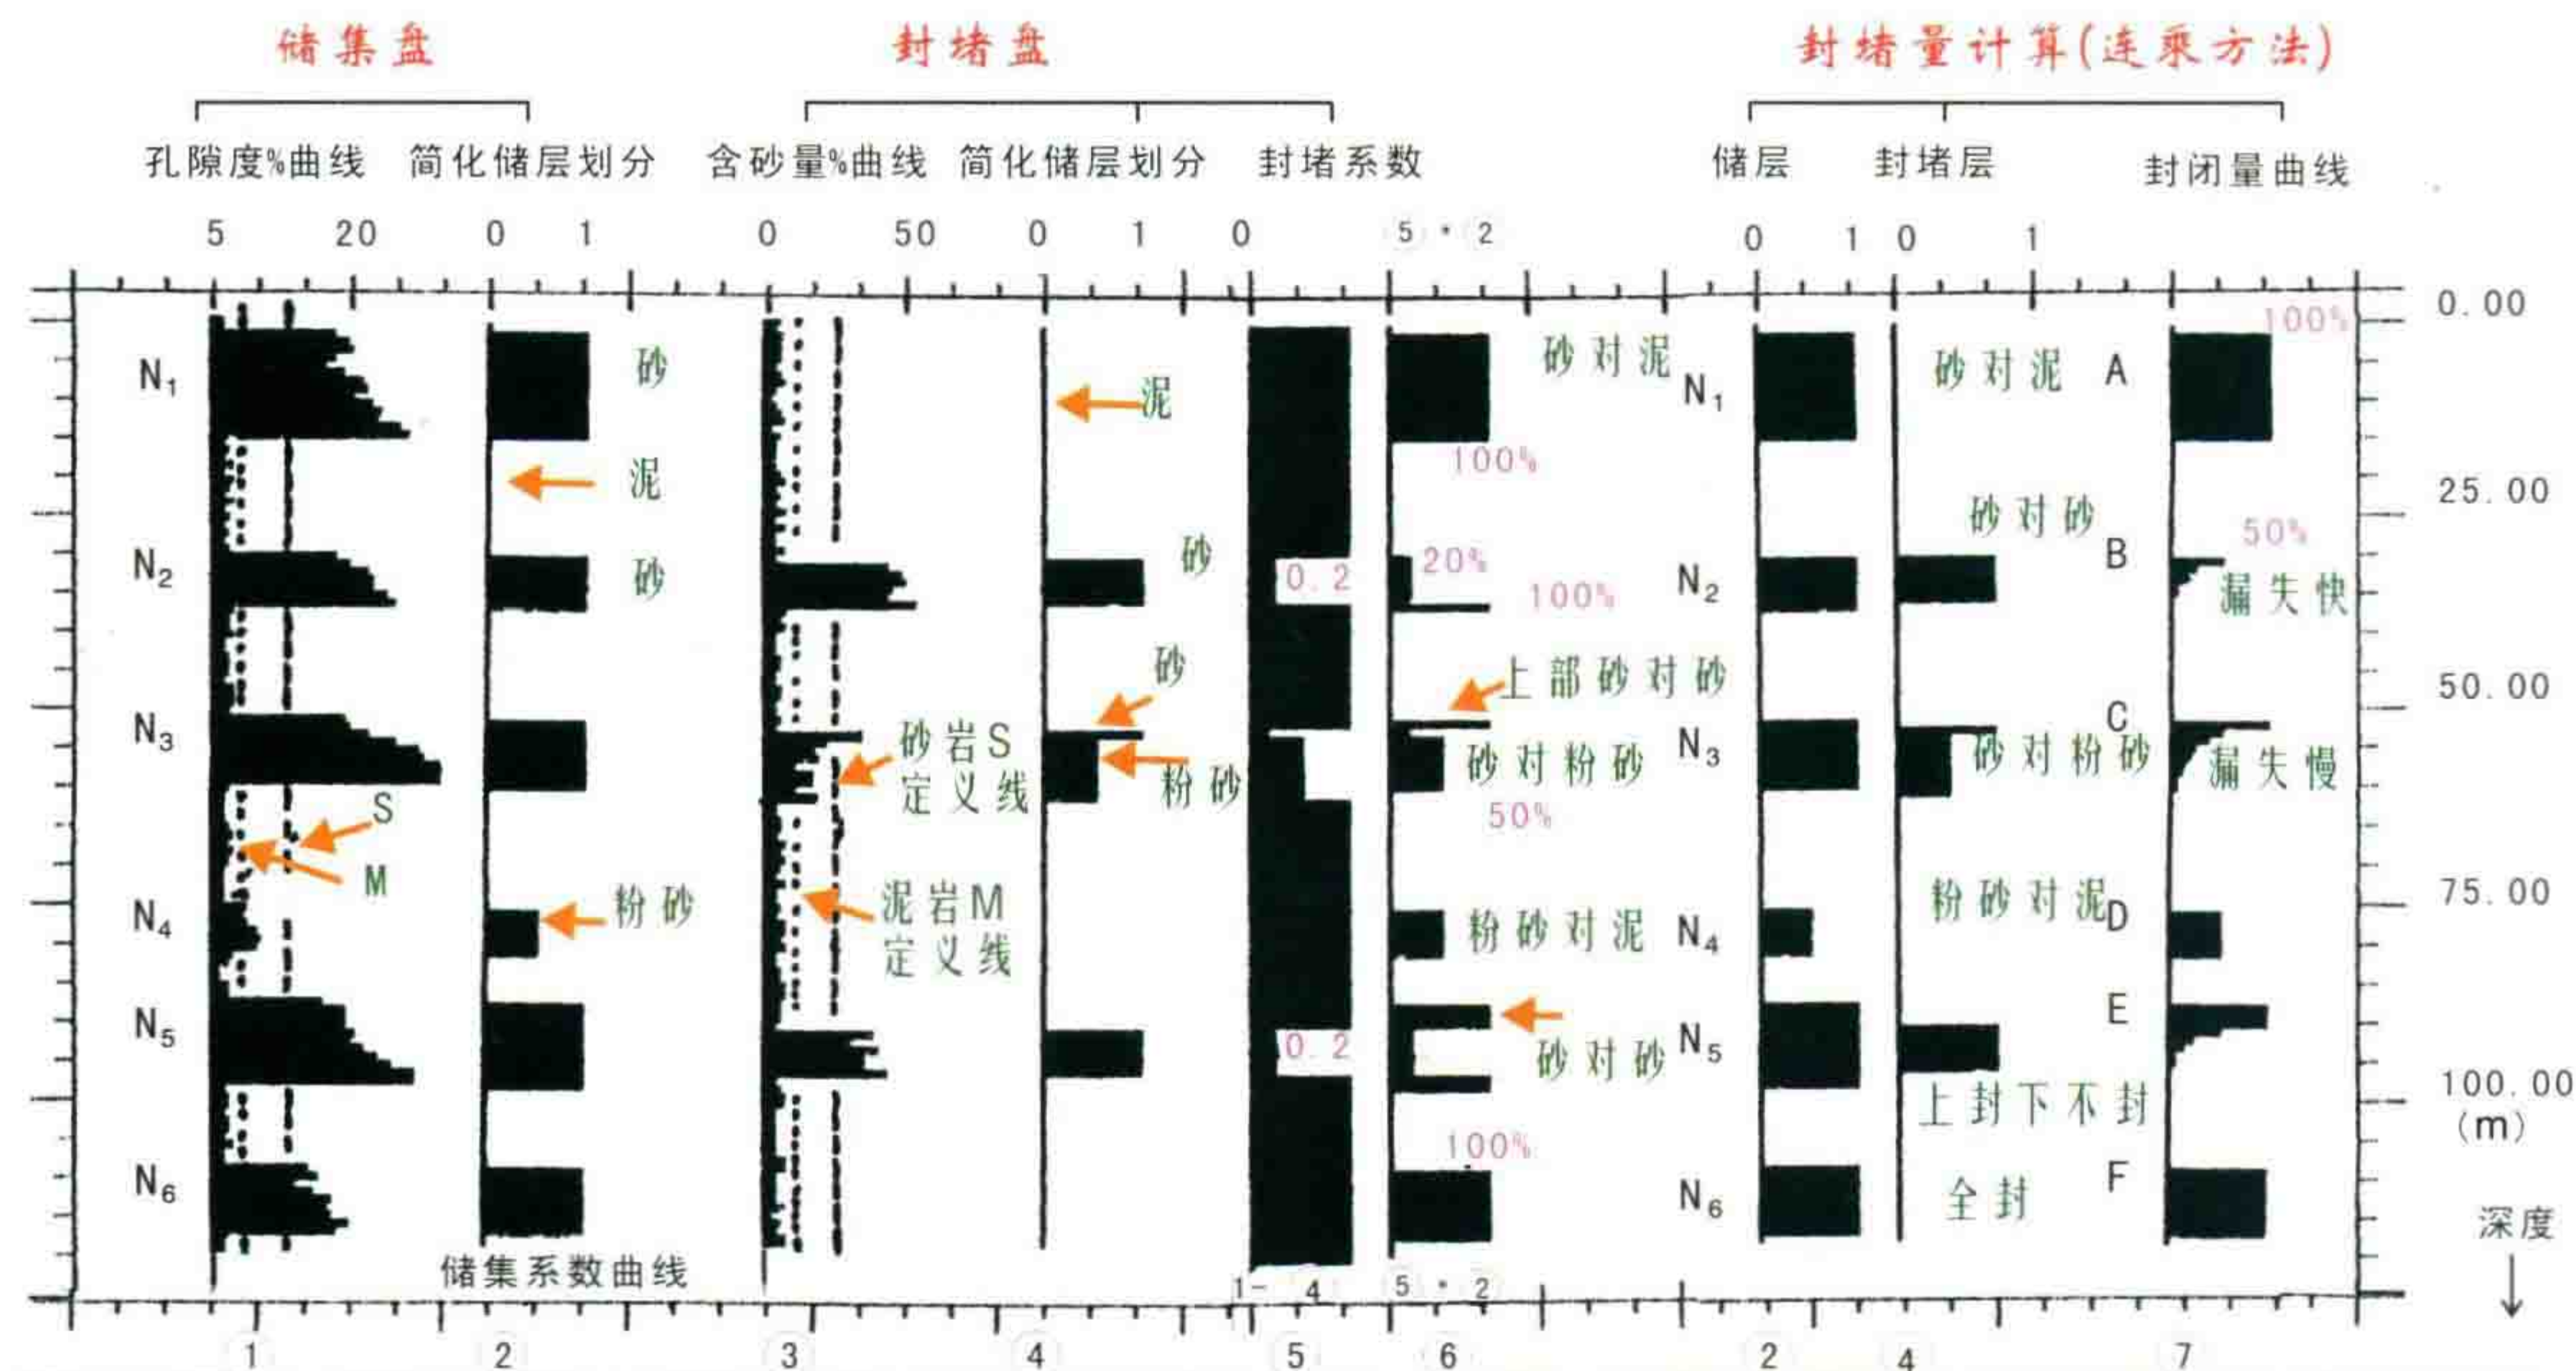 储集盘 封堵盘 封堵量计算(连乘方法)
孔隙度%曲线 简化储层划分 含砂量%曲线 简化储层划分 封堵系数 储层 封堵层 封闭量曲线
5 20 0 1 0 50 0 1 0 5 * 2 0 1 0 1
0.00
100%
N1 砂 泥 砂对泥 N1 砂对泥 A
泥 100% 25.00
砂对砂 50%
N2 砂 砂 0.2 20% 100% N2 B 漏失快
砂 上部砂对砂 50.00
N3 砂岩S 定义线 粉砂 砂对粉砂 N3 砂对粉砂 C 漏失慢
S 50%
M
N4 粉砂 泥岩M 定义线 粉砂对泥 N4 粉砂对泥 D 75.00
N5 0.2 砂对砂 N5 E
上封下不封 100.00
(m)
100%
N6 N6 全封 F
深度
储集系数曲线 1- 4 5 * 2
1 2 3 4 5 6 2 4 7